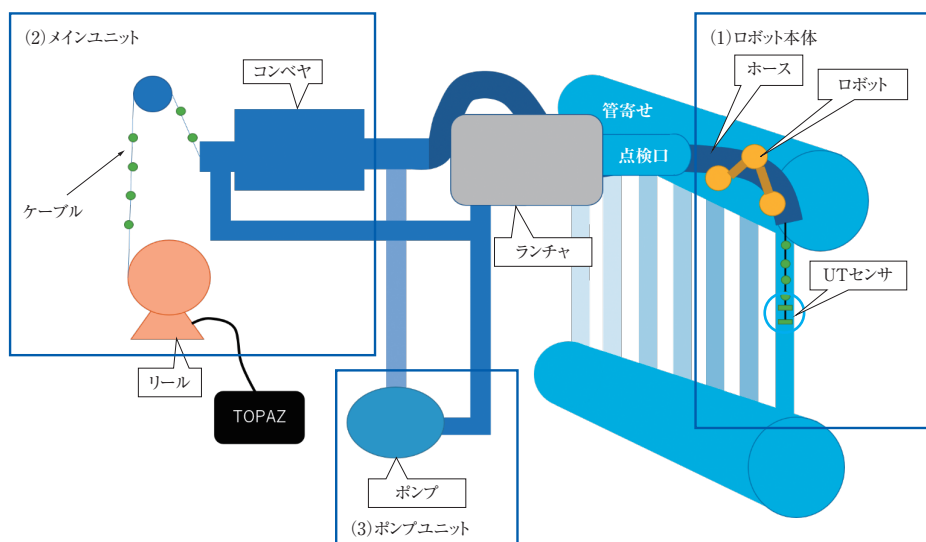 (2)メインユニット
コンベヤ
ケーブル
リール
TOPAZ
ランチャ
管寄せ
点検口
(1)ロボット本体
ホース
ロボット
UTセンサ
ポンプ
(3)ポンプユニット